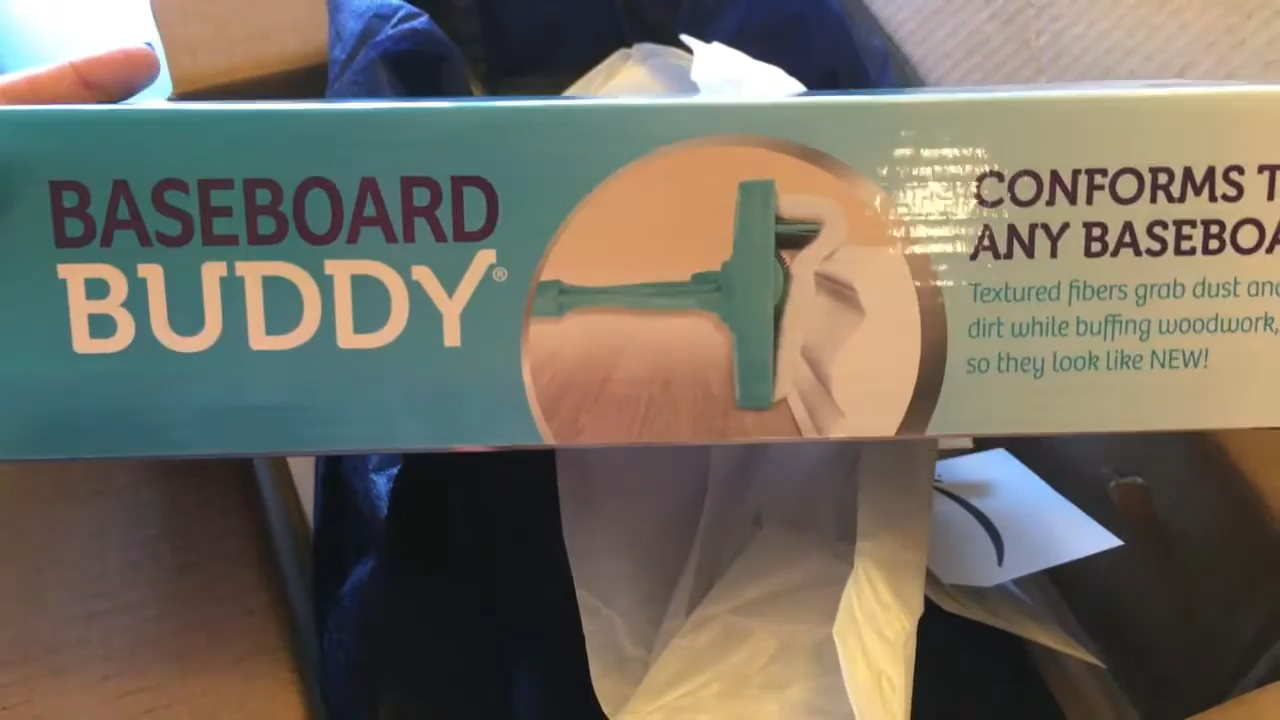 BASEBOARD
BUDDY®
CONFORMS T
ANY BASEBOA
Textured fibers grab dust and
dirt while buffing woodwork,
so they look like NEW!